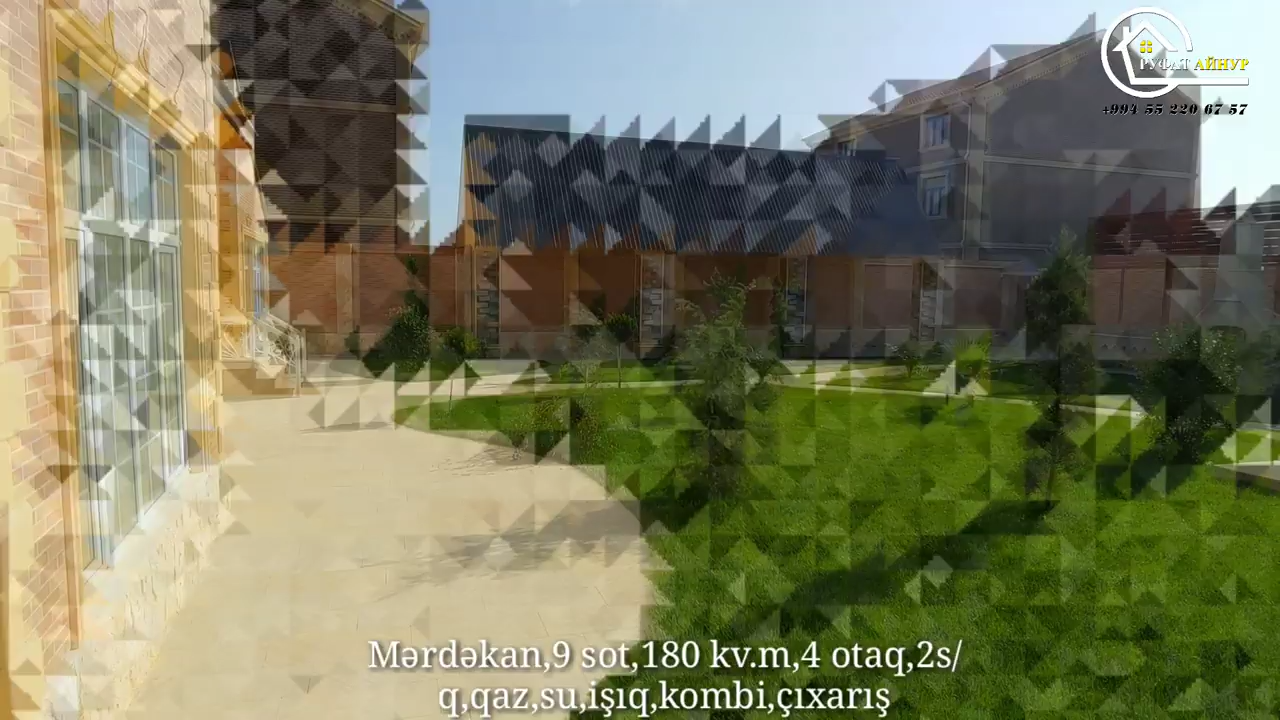 РУФАТ АЙНУР
+994 55 220 67 57
Mərdəkan,9 sot,180 kv.m,4 otaq,2s/
q,qaz,su,işıq,kombi,çıxarış